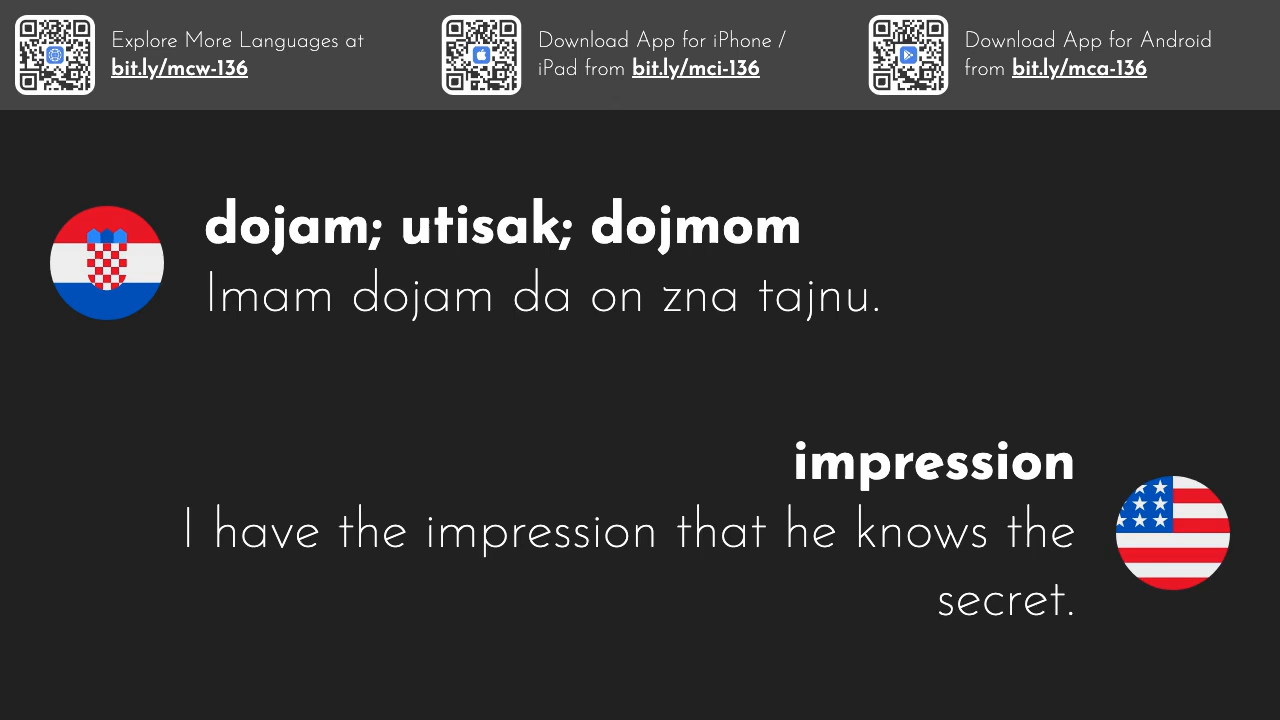 Explore More Languages at
bit.ly/mcw-136
Download App for iPhone /
iPad from bit.ly/mci-136
Download App for Android
from bit.ly/mca-136
dojam; utisak; dojmom
Imam dojam da on zna tajnu.
impression
I have the impression that he knows the
secret.